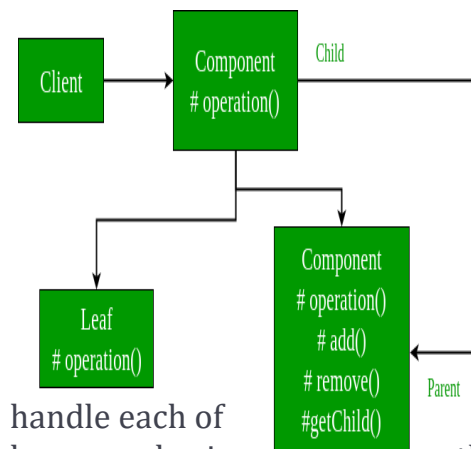 Client
Component
# operation()
Child
Leaf
# operation()
Component
# operation()
# add()
# remove()
#getChild()
Parent
handle each of